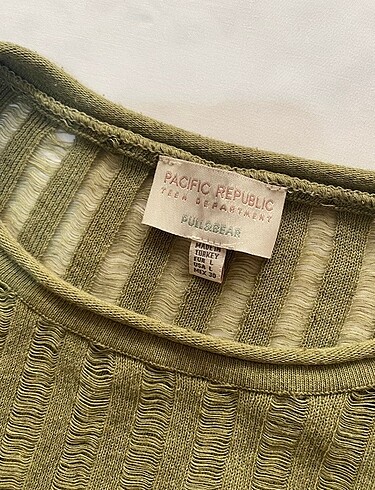 PACIFIC REPUBLIC
TEEN DEPARTMENT
PULL&BEAR
MADE IN
TURKEY
EUR L
USA L
MEX 30